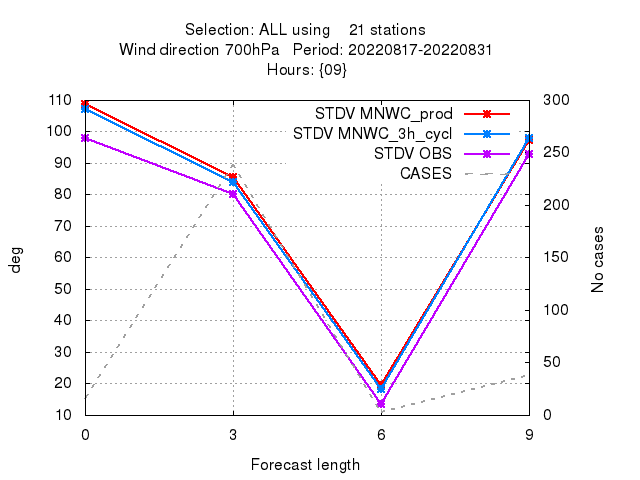 Selection: ALL using 21 stations
Wind direction 700hPa Period: 20220817-20220831
Hours: {09}
110
100
90
80
70
60
50
40
30
20
10
deg
STDV MNWC_prod
STDV MNWC_3h_cycl
STDV OBS
CASES
300
250
200
150
100
50
0
No cases
0 3 6 9
Forecast length